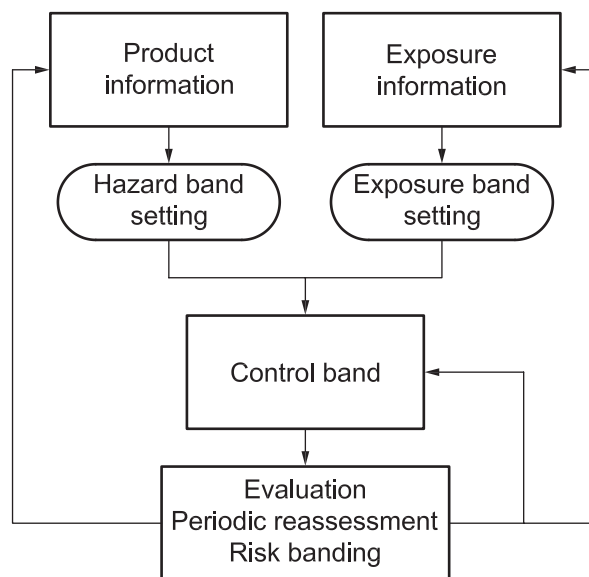 Product
information
Exposure
information
Hazard band
setting
Exposure band
setting
Control band
Evaluation
Periodic reassessment
Risk banding